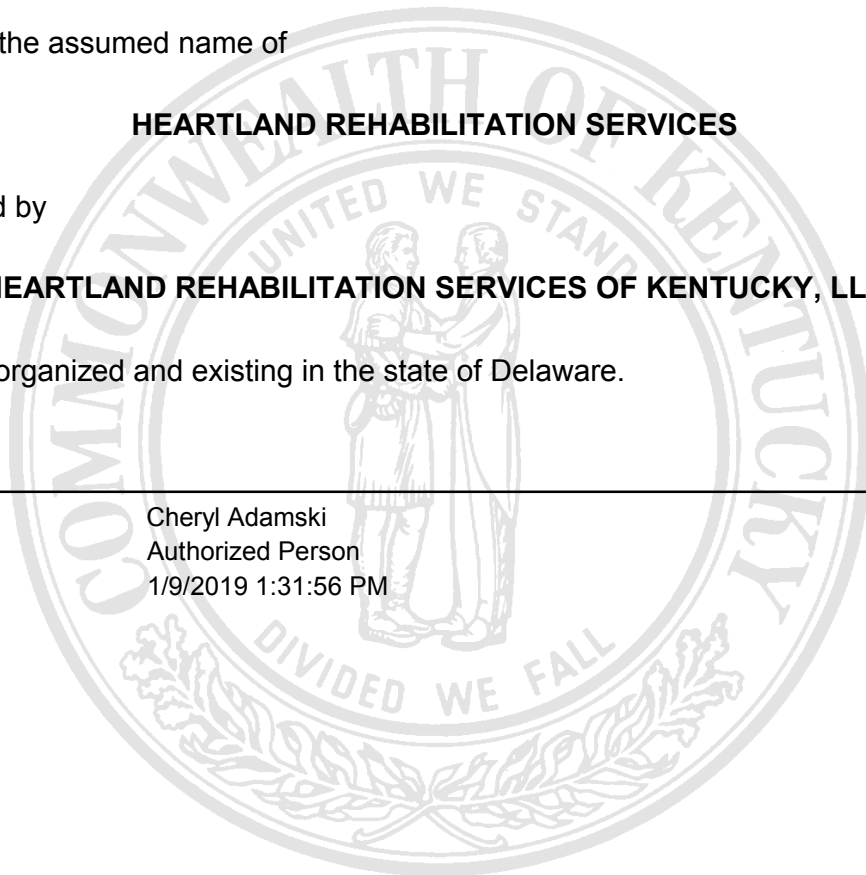 the assumed name of
HEARTLAND REHABILITATION SERVICES
d by
HEARTLAND REHABILITATION SERVICES OF KENTUCKY, LL
organized and existing in the state of Delaware.
Cheryl Adamski
Authorized Person
1/9/2019 1:31:56 PM
COMMONWEALTH OF KENTUCKY
UNITED WE STAND
DIVIDED WE FALL